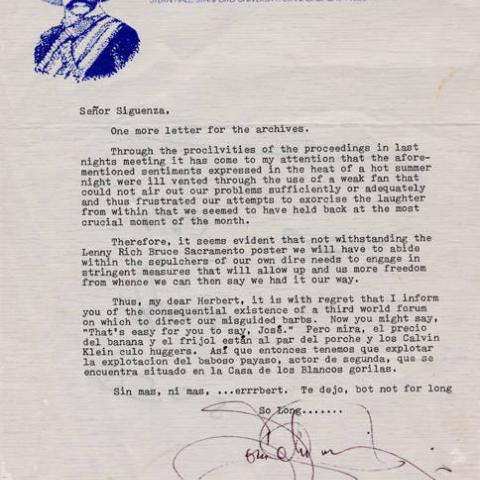 Señor Siguenza,
One more letter for the archives.
Through the procilvities of the proceedings in last
nights meeting it has come to my attention that the afore-
mentioned sentiments expressed in the heat of a hot summer
night were ill vented through the use of a weak fan that
could not air out our problems sufficiently or adequately
and thus frustrated our attempts to exorcise the laughter
from within that we seemed to have held back at the most
crucial moment of the month.
Therefore, it seems evident that not withstanding the
Lenny Rich Bruce Sacramento poster we will have to abide
within the sepulchers of our own dire needs to engage in
stringent measures that will allow up and us more freedom
from whence we can then say we had it our way.
Thus, my dear Herbert, it is with regret that I inform
you of the consequential existence of a third world forum
on which to direct our misguided barbs. Now you might say,
"That's easy for you to say, José." Pero mira, el precio
del banana y el frijol están al par del porche y los Calvin
Klein culo huggers. Así que entonces tenemos que explotar
la explotacion del baboso payaso, actor de segunda, que se
encuentra situado en la Casa de los Blancos gorilas.
Sin mas, ni mas, ...errrbert. Te dejo, bot not for long
So Long.......